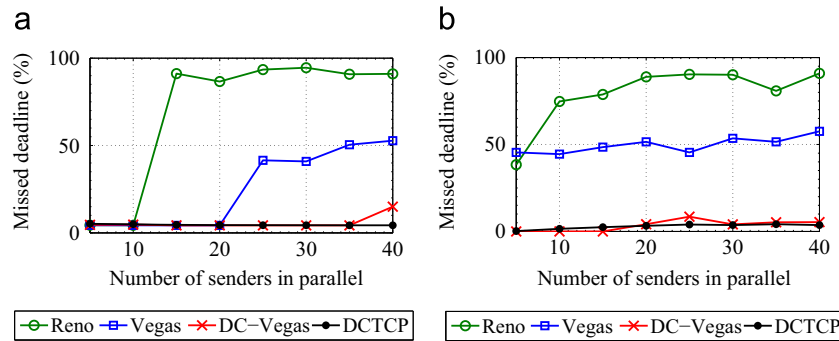 a
100
50
0
Missed deadline (%)
10 20 30 40
Number of senders in parallel
Reno Vegas DC−Vegas DCTCP
b
100
50
0
Missed deadline (%)
10 20 30 40
Number of senders in parallel
Reno Vegas DC−Vegas DCTCP